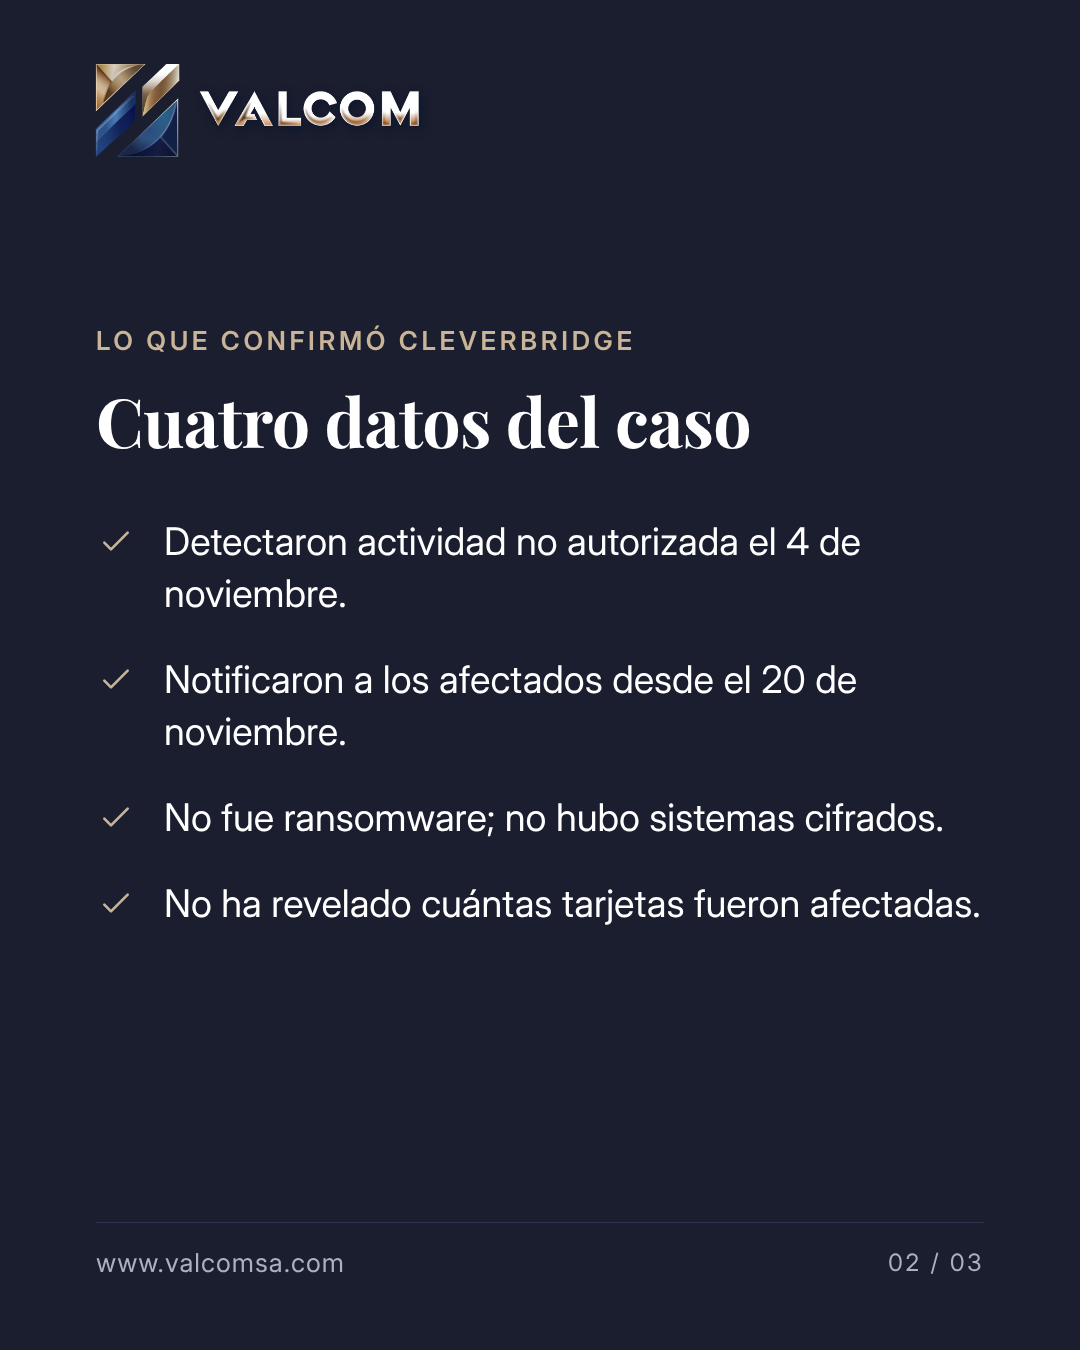 VALCOM
LO QUE CONFIRMÓ CLEVERBRIDGE
Cuatro datos del caso
Detectaron actividad no autorizada el 4 de
noviembre.
Notificaron a los afectados desde el 20 de
noviembre.
No fue ransomware; no hubo sistemas cifrados.
No ha revelado cuántas tarjetas fueron afectadas.
www.valcomsa.com
02 / 03